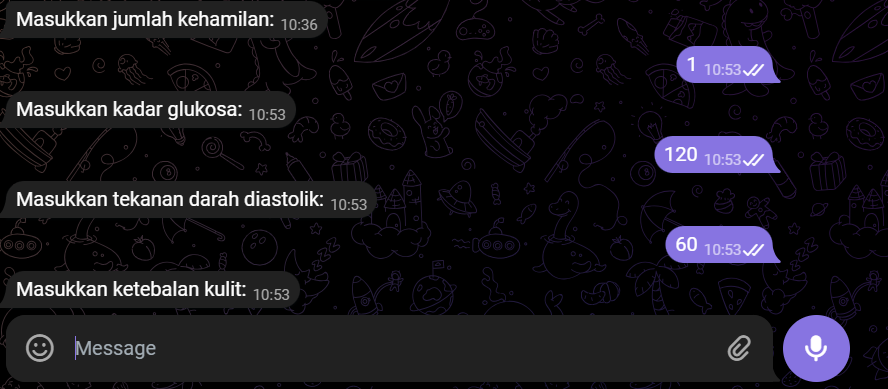 Masukkan jumlah kehamilan: 10:36
1 10:53
Masukkan kadar glukosa: 10:53
120 10:53
Masukkan tekanan darah diastolik: 10:53
60 10:53
Masukkan ketebalan kulit: 10:53
Message